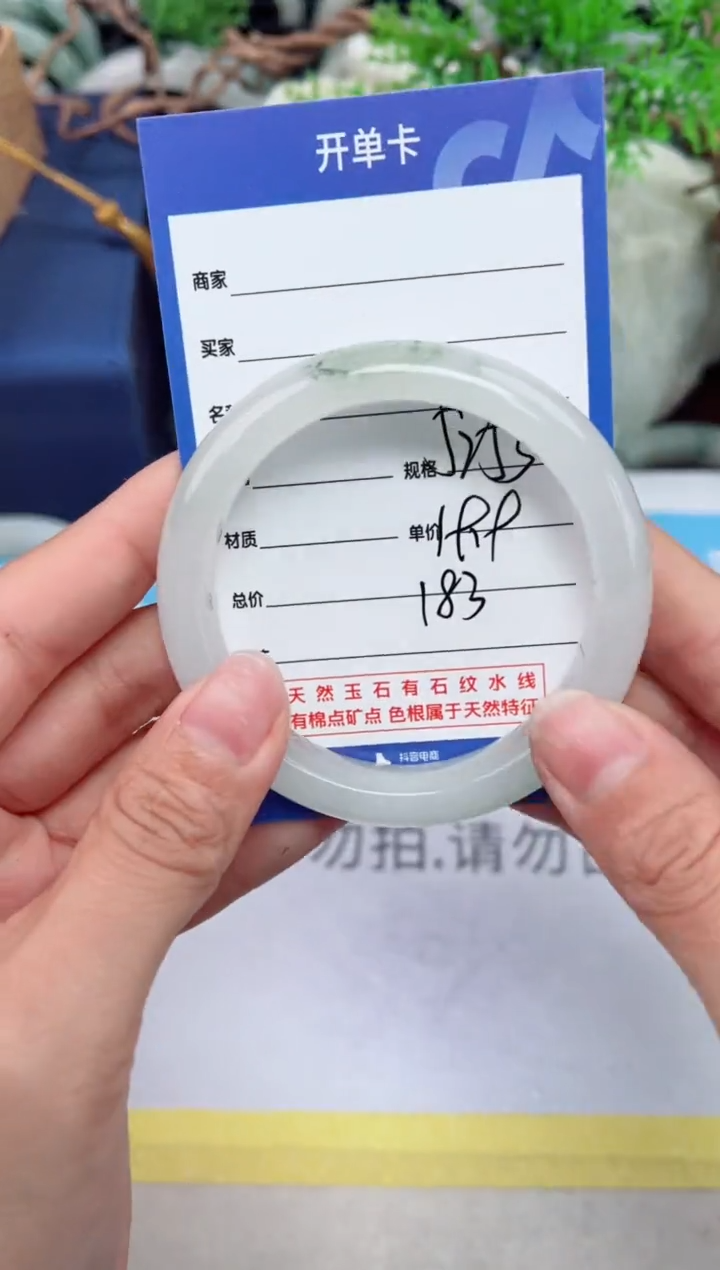 开单卡
商家
买家
名
规格
材质
单价
总价 183
天然玉石有石纹水线
有棉点矿点 色根属于天然特征
抖音电商
勿拍.请勿